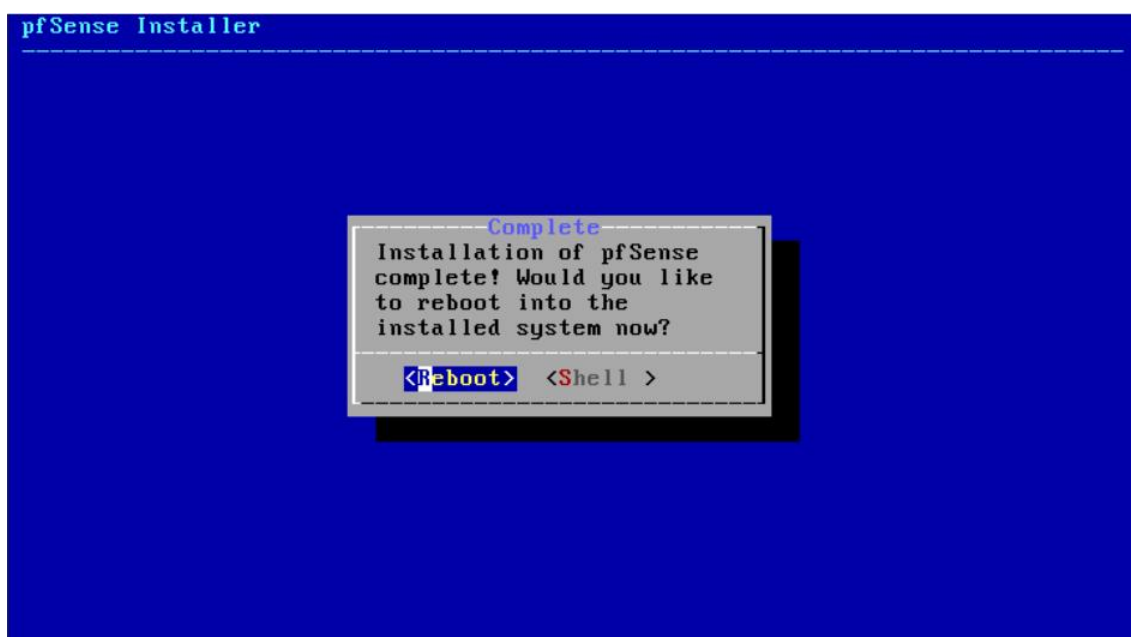 pfSense Installer
Complete
Installation of pfSense
complete! Would you like
to reboot into the
installed system now?
<Reboot> <Shell >